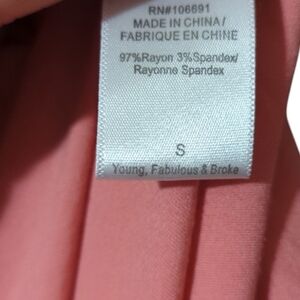 RN#106691
MADE IN CHINA/
FABRIQUE EN CHINE
97%Rayon 3%Spandex/
Rayonne Spandex
S
Young, Fabulous & Broke